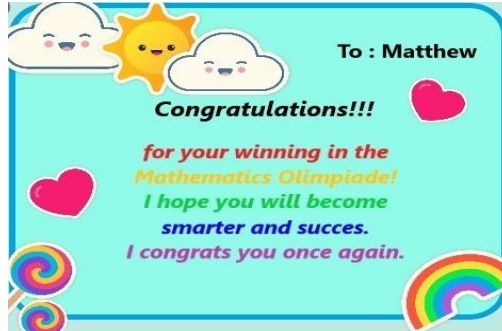 To : Matthew
Congratulations!!!
for your winning in the
Mathematics Olimpiade!
I hope you will become
smarter and succes.
I congrats you once again.